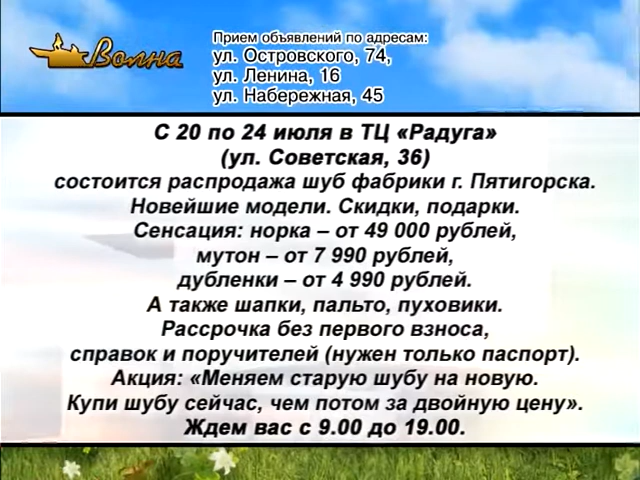 Волна
Прием объявлений по адресам:
ул. Островского, 74,
ул. Ленина, 16
ул. Набережная, 45
С 20 по 24 июля в ТЦ «Радуга»
(ул. Советская, 36)
состоится распродажа шуб фабрики г. Пятигорска.
Новейшие модели. Скидки, подарки.
Сенсация: норка – от 49 000 рублей,
мутон – от 7 990 рублей,
дубленки – от 4 990 рублей.
А также шапки, пальто, пуховики.
Рассрочка без первого взноса,
справок и поручителей (нужен только паспорт).
Акция: «Меняем старую шубу на новую.
Купи шубу сейчас, чем потом за двойную цену».
Ждем вас с 9.00 до 19.00.